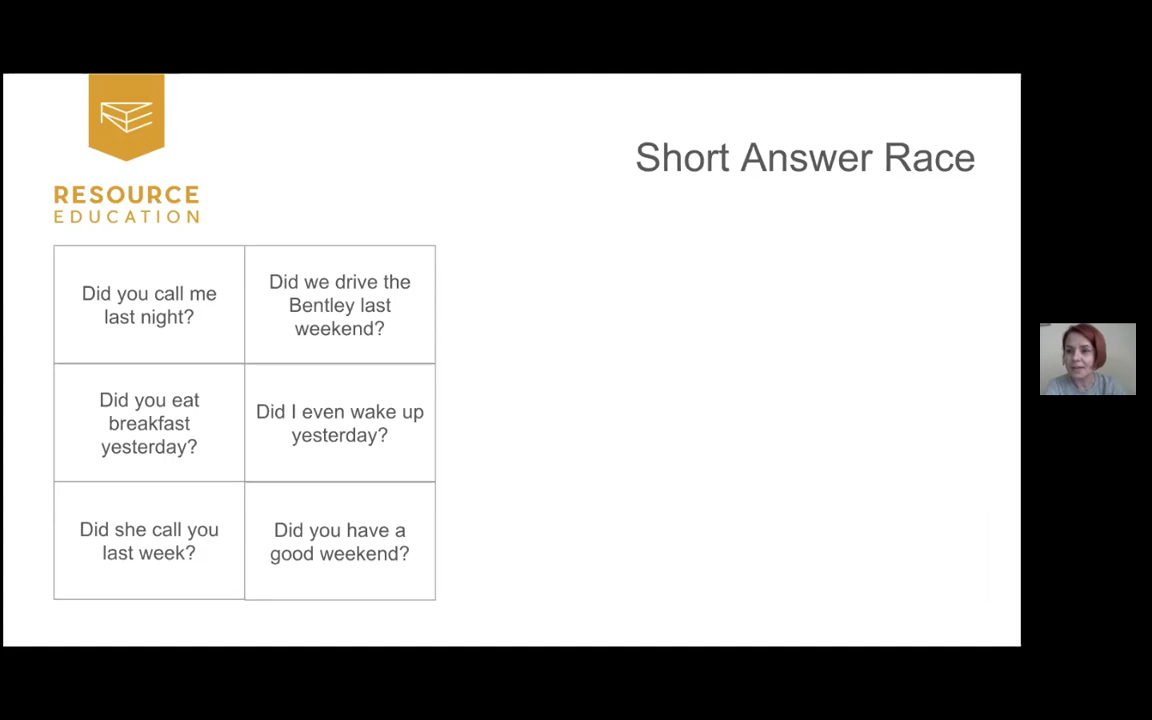 RESOURCE
EDUCATION
Short Answer Race
Did you call me
last night?
Did we drive the
Bentley last
weekend?
Did you eat
breakfast
yesterday?
Did I even wake up
yesterday?
Did she call you
last week?
Did you have a
good weekend?